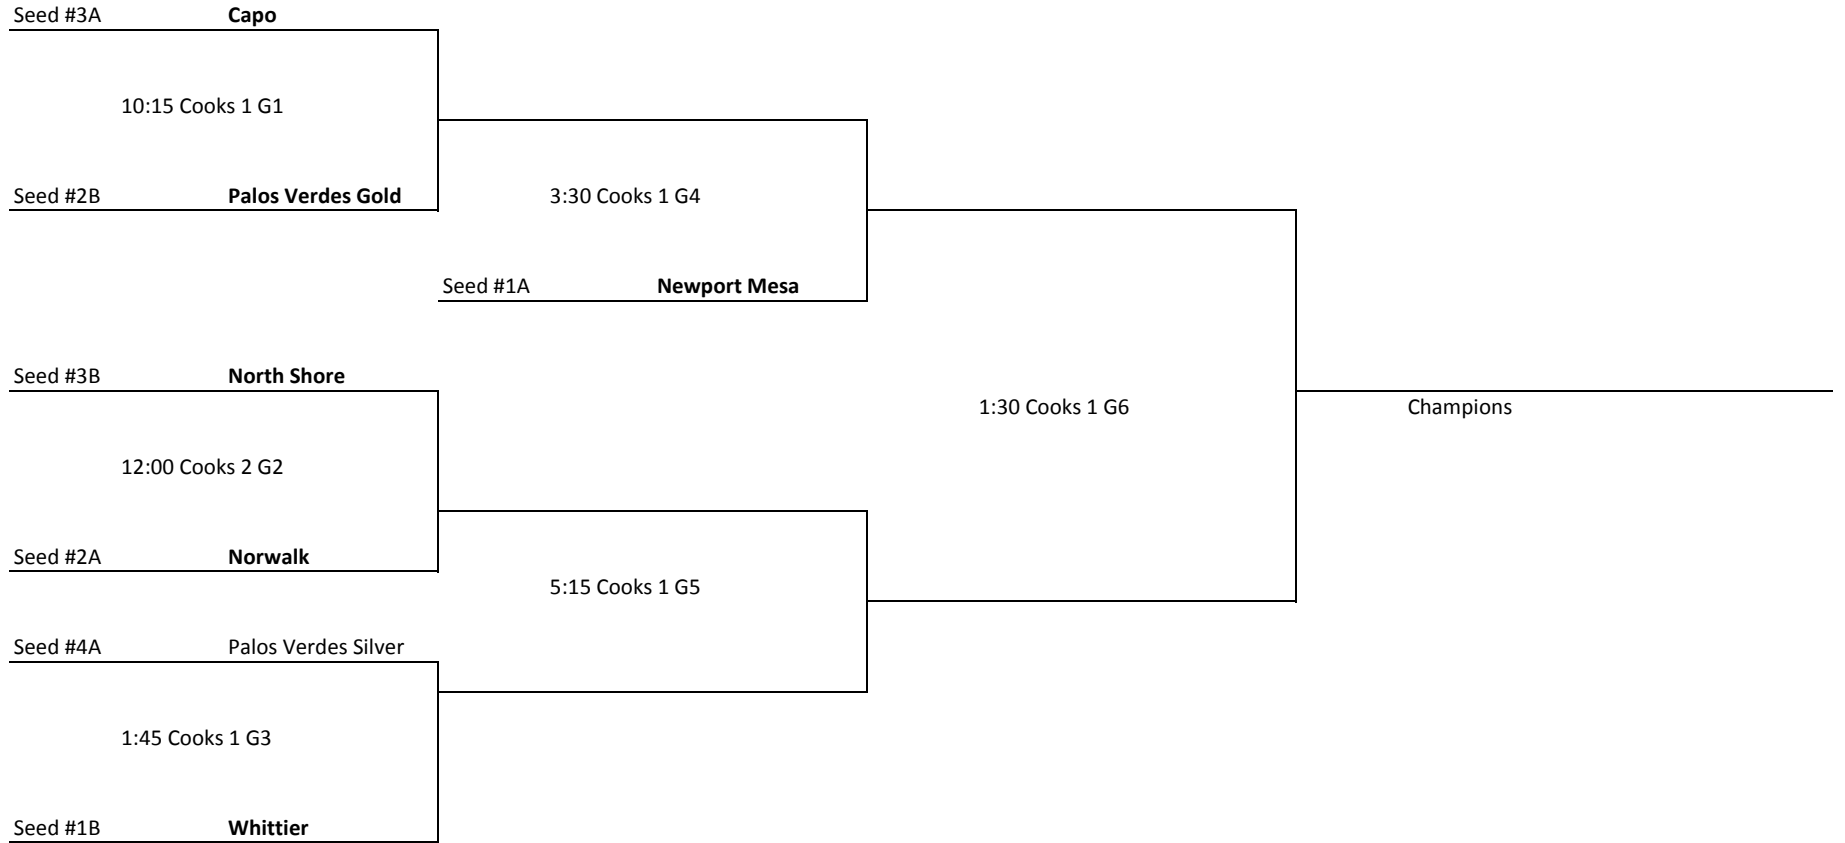 Seed #3A Capo
10:15 Cooks 1 G1
Seed #2B Palos Verdes Gold 3:30 Cooks 1 G4
Seed #1A Newport Mesa
Seed #3B North Shore
1:30 Cooks 1 G6 Champions
12:00 Cooks 2 G2
Seed #2A Norwalk
5:15 Cooks 1 G5
Seed #4A Palos Verdes Silver
1:45 Cooks 1 G3
Seed #1B Whittier